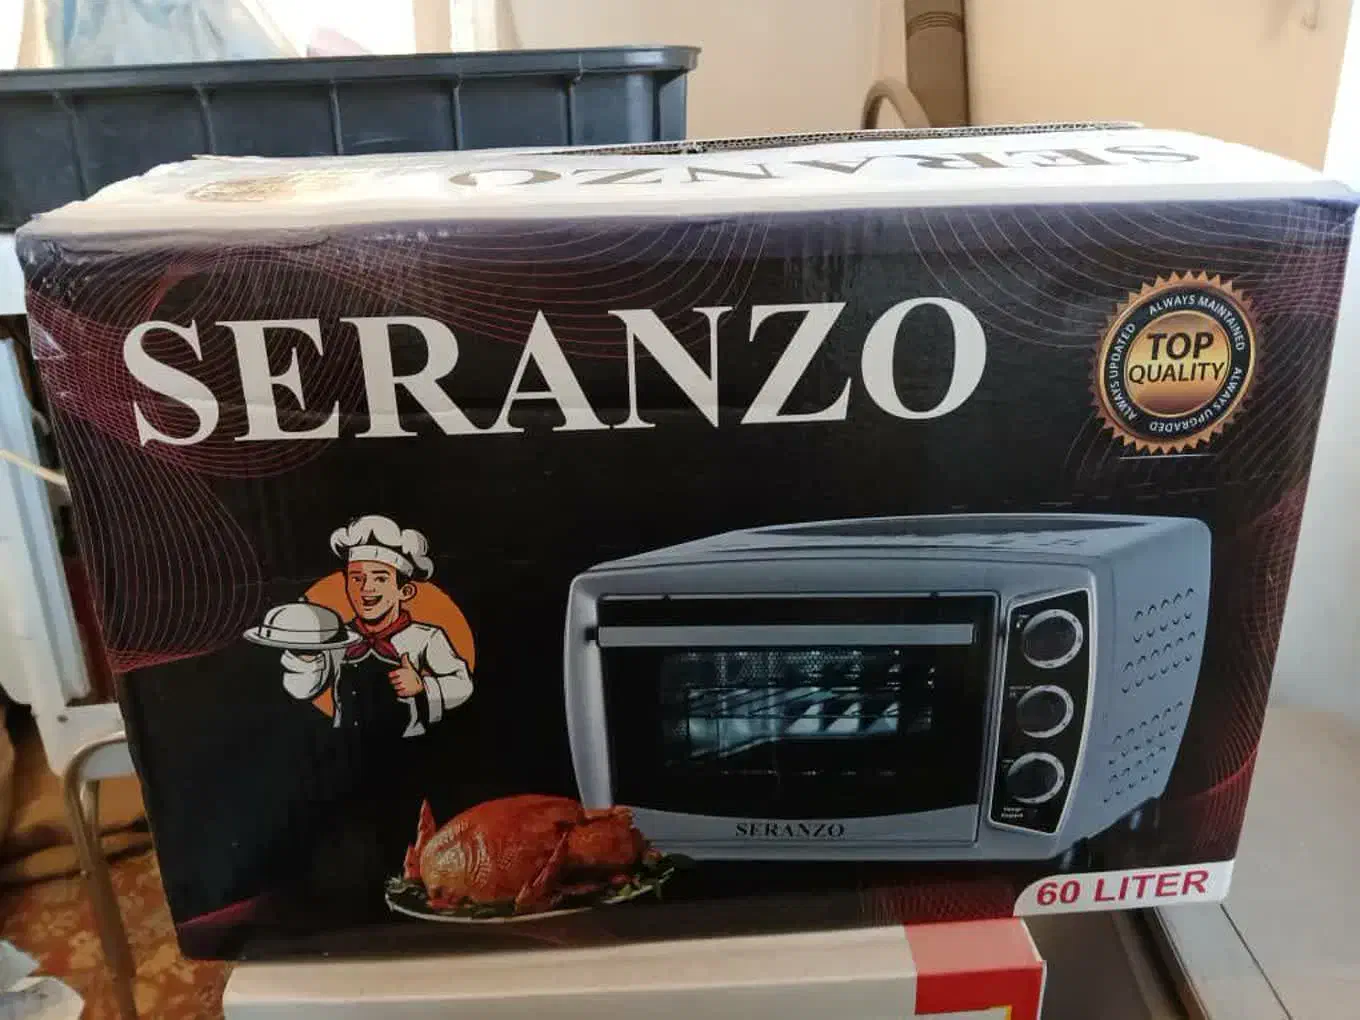 SERANZO
SERANZO
ALWAYS MAINTAINED
ALWAYS UPDATED
TOP
QUALITY
ALWAYS UPGRADED
SERANZO
60 LITER